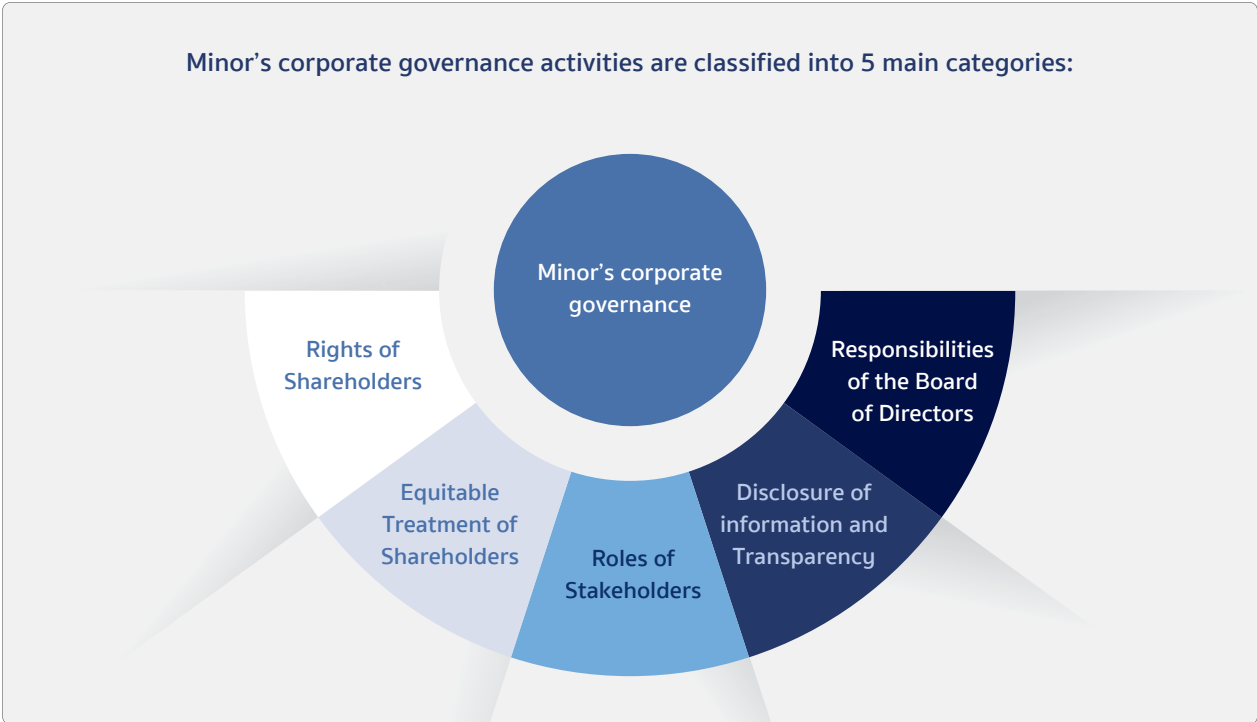 Minor’s corporate governance activities are classified into 5 main categories:
Minor’s corporate
governance
Rights of
Shareholders
Equitable
Treatment of
Shareholders
Roles of
Stakeholders
Disclosure of
information and
Transparency
Responsibilities
of the Board
of Directors